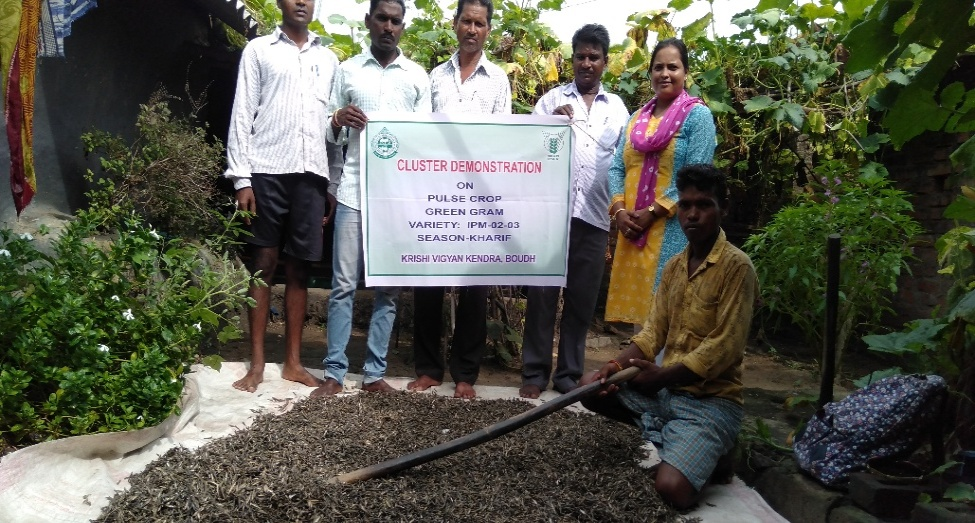 CLUSTER DEMONSTRATION
ON
PULSE CROP
GREEN GRAM
VARIETY: IPM-02-03
SEASON-KHARIF
KRISHI VIGYAN KENDRA, BOUDH